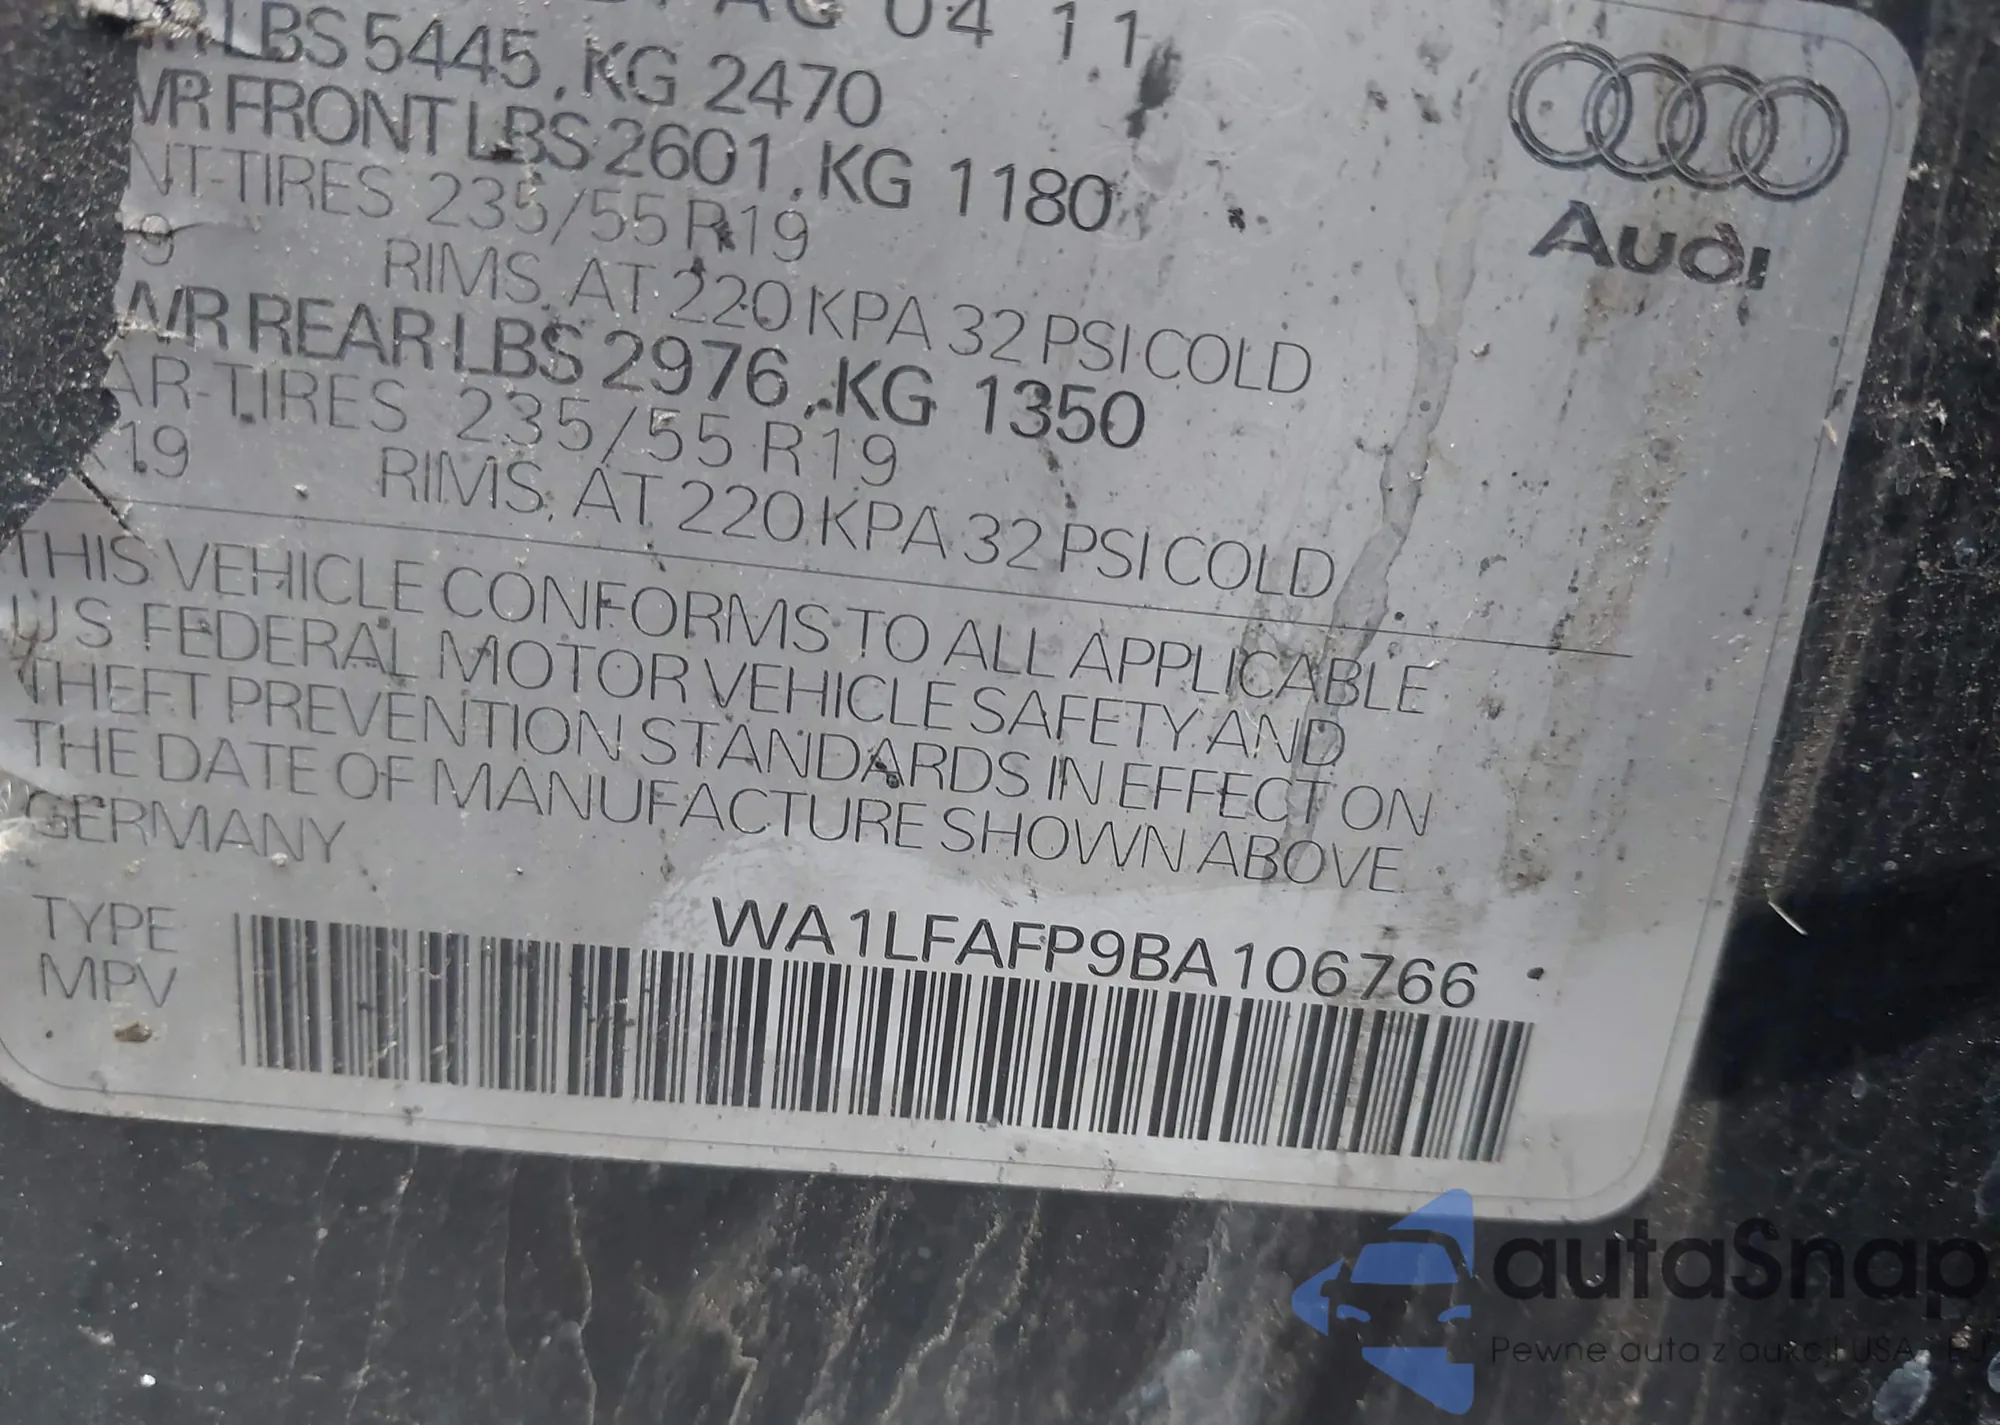 04 11
LBS 5445, KG 2470
FRONT LBS 2601, KG 1180
NT-TIRES 235/55 R19
9 RIMS, AT 220 KPA 32 PSI COLD
WR REAR LBS 2976, KG 1350
AR-TIRES 235/55 R19
19 RIMS, AT 220 KPA 32 PSI COLD
THIS VEHICLE CONFORMS TO ALL APPLICABLE
U S FEDERAL MOTOR VEHICLE SAFETY AND
THEFT PREVENTION STANDARDS IN EFFECT ON
THE DATE OF MANUFACTURE SHOWN ABOVE
GERMANY
TYPE
MPV
WA1LFAFP9BA106766
Audi
autaSnap
Pewne auta z aukcji USA i EU